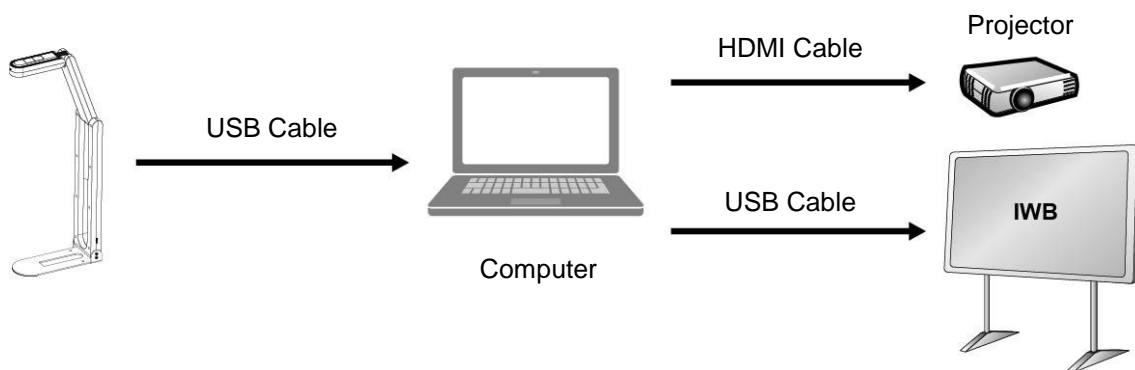 Projector
HDMI Cable
USB Cable
USB Cable
IWB
Computer